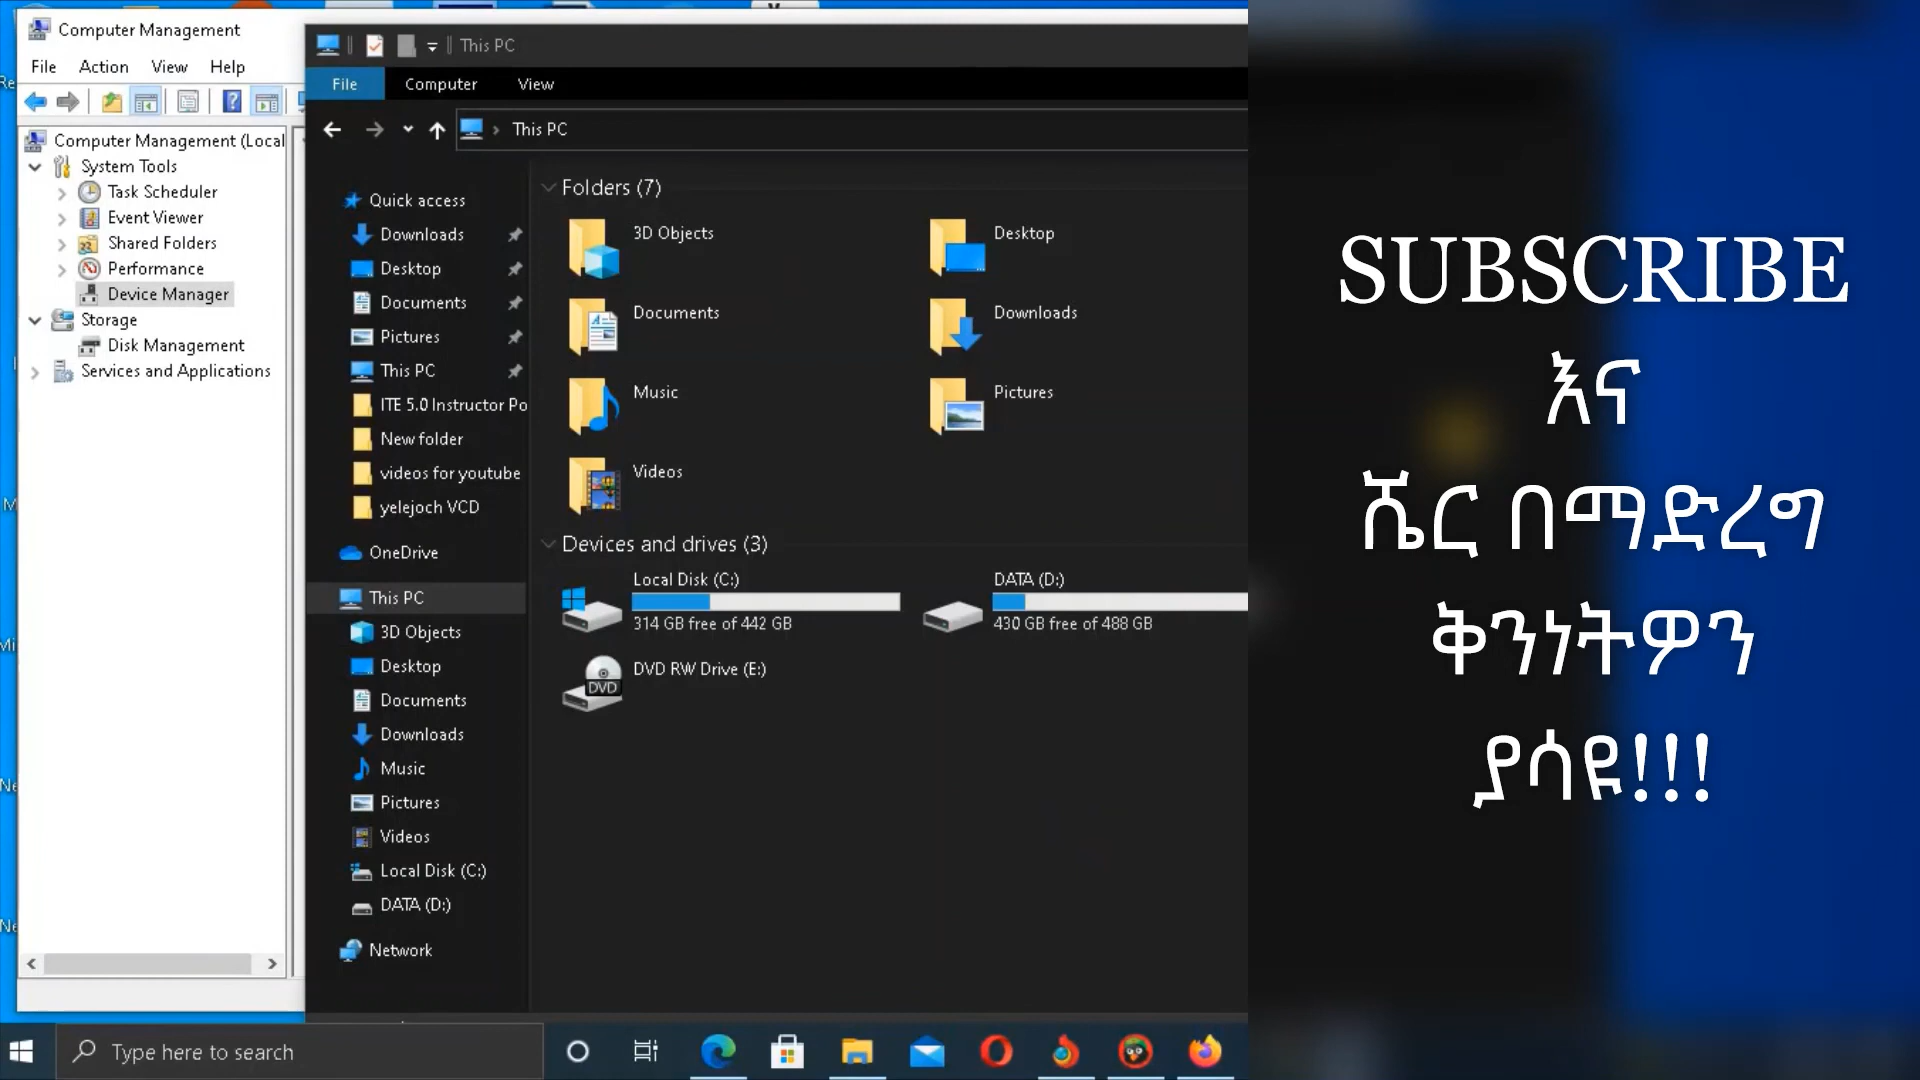 Computer Management
File Action View Help
Computer Management (Local
System Tools
Task Scheduler
Event Viewer
Shared Folders
Performance
Device Manager
Storage
Disk Management
Services and Applications
This PC
File Computer View
This PC
Quick access
Downloads
Desktop
Documents
Pictures
This PC
ITE 5.0 Instructor Po
New folder
videos for youtube
yelejoch VCD
OneDrive
This PC
3D Objects
Desktop
Documents
Downloads
Music
Pictures
Videos
Local Disk (C:)
DATA (D:)
Network
Folders (7)
3D Objects
Desktop
Documents
Downloads
Music
Pictures
Videos
Devices and drives (3)
Local Disk (C:)
314 GB free of 442 GB
DATA (D:)
430 GB free of 488 GB
DVD RW Drive (E:)
DVD
Type here to search
SUBSCRIBE
እና
ሼር በማድረግ
ቅንነትዎን
ያሳዩ!!!